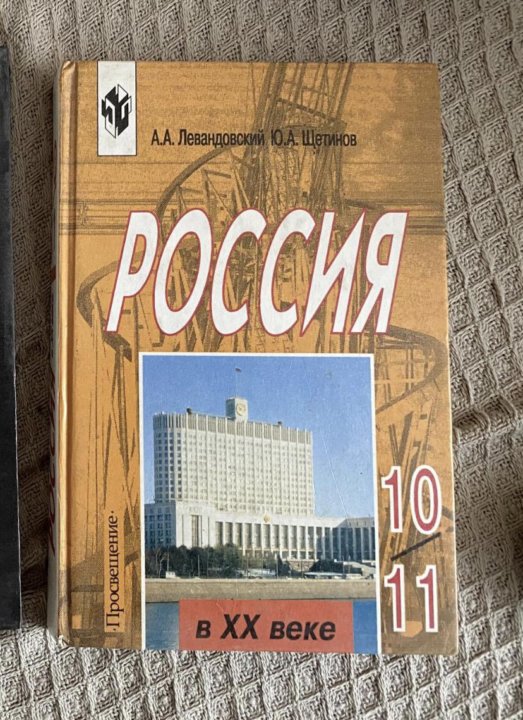 А.А. Левандовский Ю.А. Щетинов
РОССИЯ
10/11
·Просвещение·
в XX веке